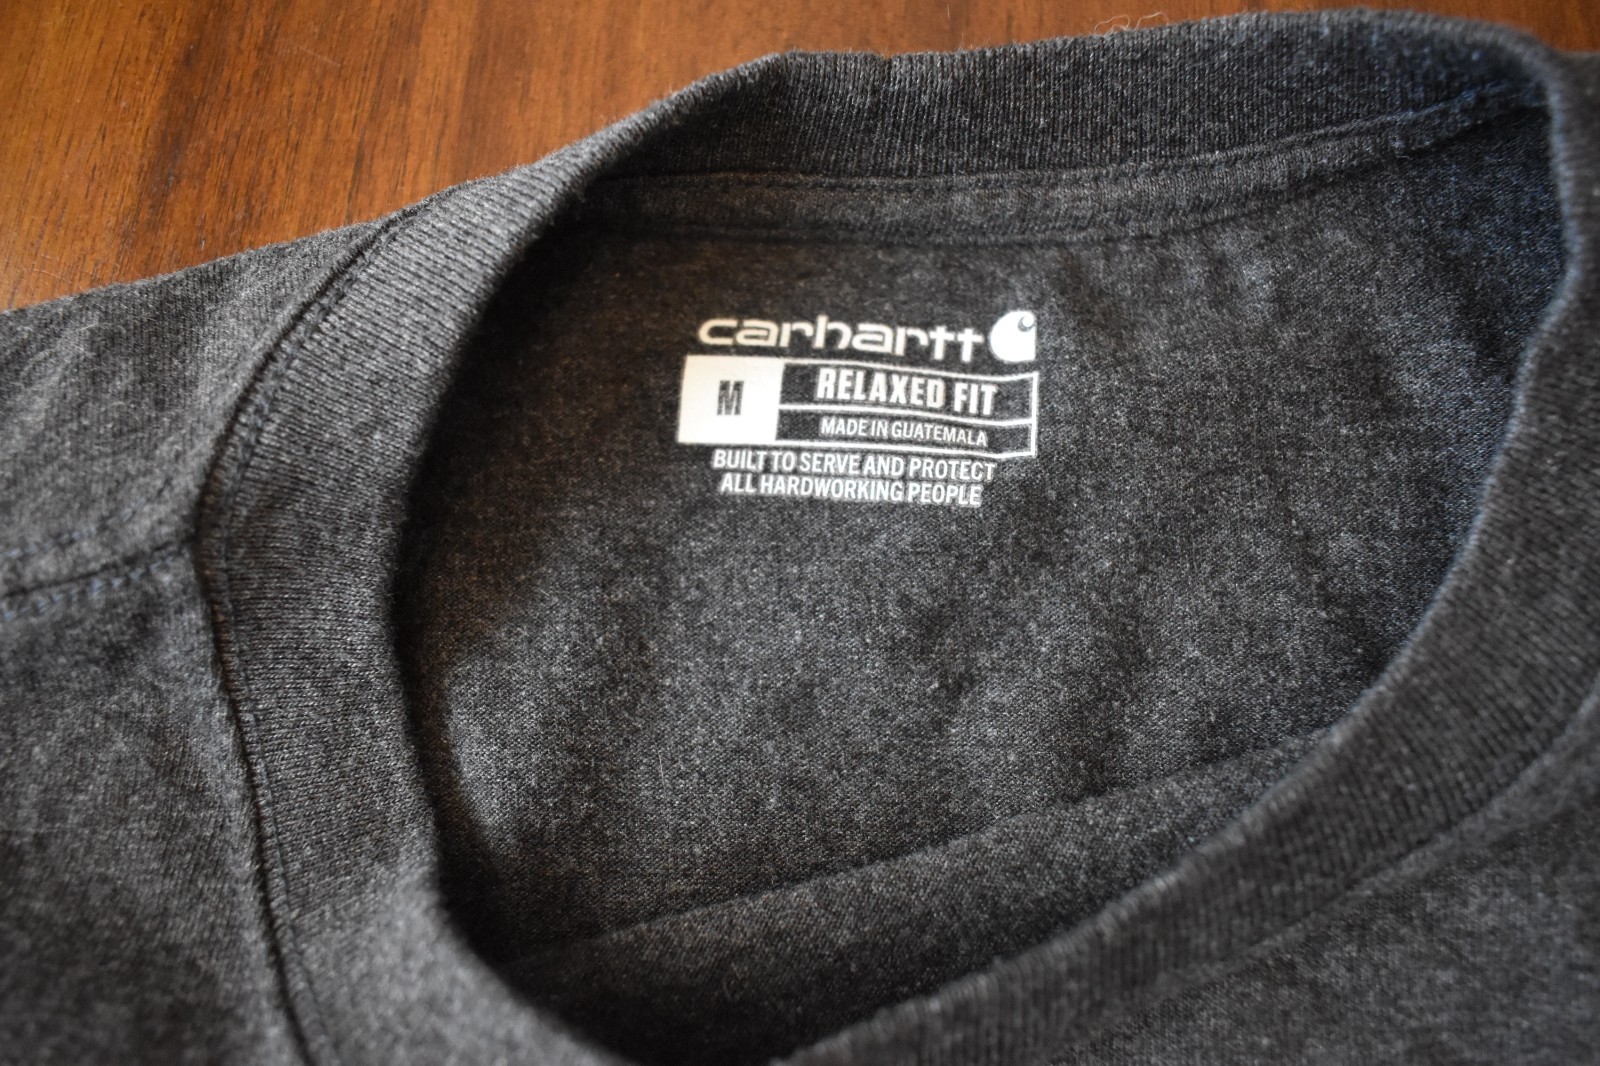 carhartt
M
RELAXED FIT
MADE IN GUATEMALA
BUILT TO SERVE AND PROTECT
ALL HARDWORKING PEOPLE